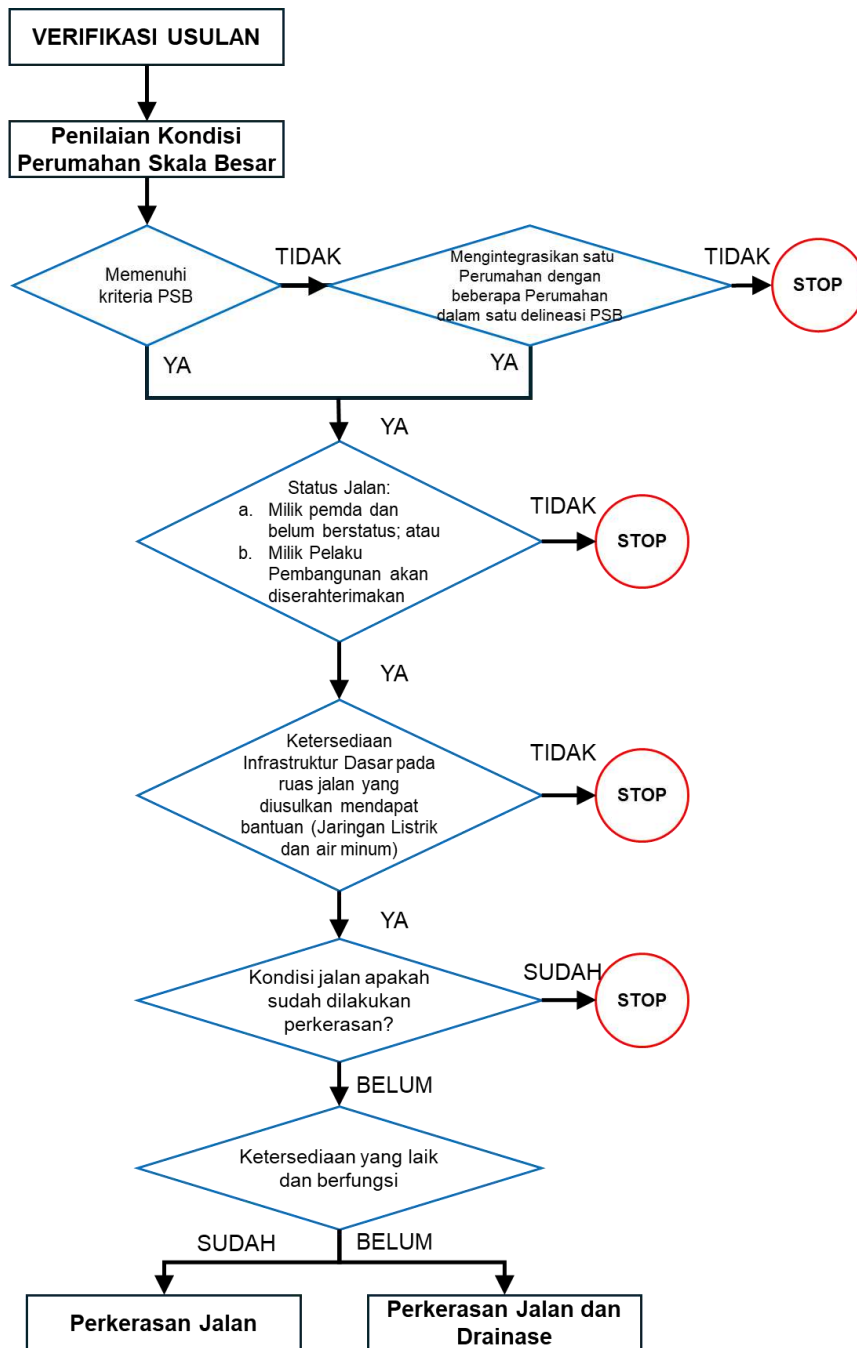 VERIFIKASI USULAN
Penilaian Kondisi
Perumahan Skala Besar
Memenuhi
kriteria PSB
TIDAK
Mengintegrasikan satu
Perumahan dengan
beberapa Perumahan
dalam satu delineasi PSB
TIDAK
STOP
YA
YA
YA
Status Jalan:
a. Milik pemda dan
belum berstatus; atau
b. Milik Pelaku
Pembangunan akan
diserahterimakan
TIDAK
STOP
YA
Ketersediaan
Infrastruktur Dasar pada
ruas jalan yang
diusulkan mendapat
bantuan (Jaringan Listrik
dan air minum)
TIDAK
STOP
YA
Kondisi jalan apakah
sudah dilakukan
perkerasan?
SUDAH
STOP
BELUM
Ketersediaan yang laik
dan berfungsi
SUDAH
BELUM
Perkerasan Jalan
Perkerasan Jalan dan
Drainase